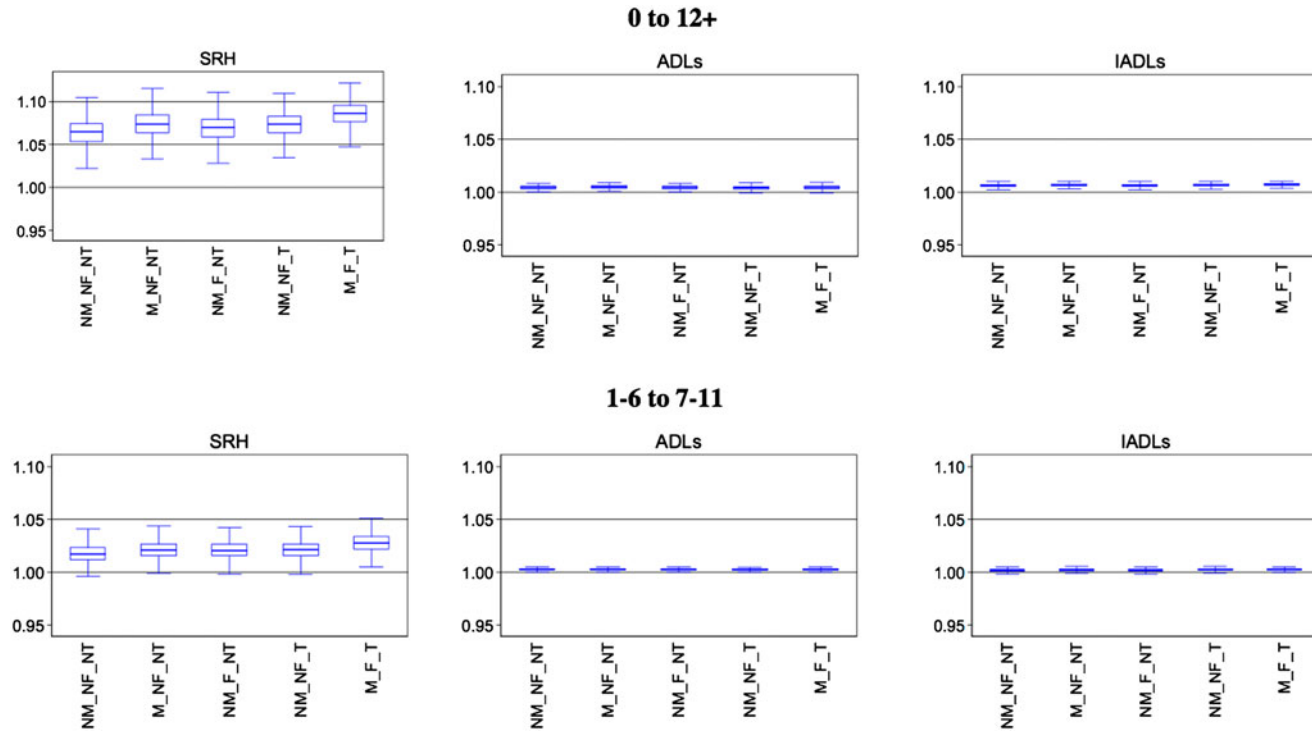 0 to 12+
SRH
ADLs
IADLs
1.10
1.05
1.00
0.95
NM_NF_NT
M_NF_NT
NM_F_NT
NM_NF_T
M_F_T
1.10
1.05
1.00
0.95
NM_NF_NT
M_NF_NT
NM_F_NT
NM_NF_T
M_F_T
1.10
1.05
1.00
0.95
NM_NF_NT
M_NF_NT
NM_F_NT
NM_NF_T
M_F_T
1-6 to 7-11
SRH
ADLs
IADLs
1.10
1.05
1.00
0.95
NM_NF_NT
M_NF_NT
NM_F_NT
NM_NF_T
M_F_T
1.10
1.05
1.00
0.95
NM_NF_NT
M_NF_NT
NM_F_NT
NM_NF_T
M_F_T
1.10
1.05
1.00
0.95
NM_NF_NT
M_NF_NT
NM_F_NT
NM_NF_T
M_F_T